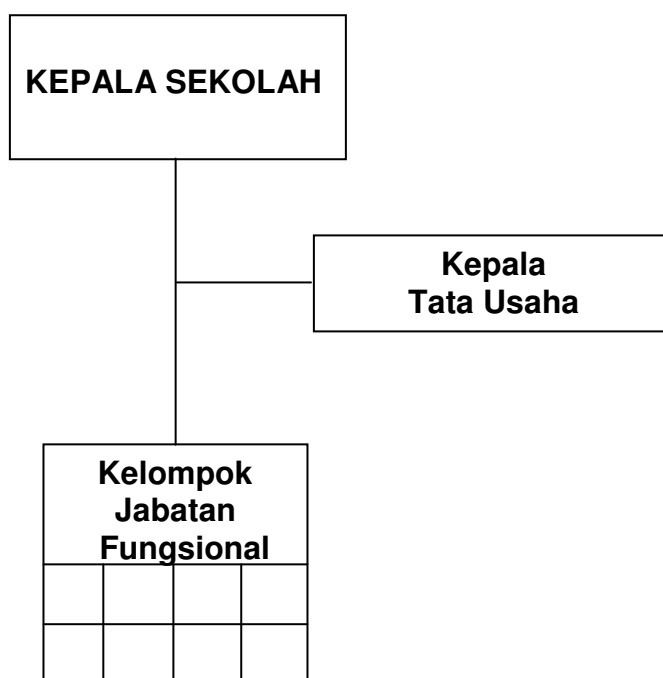 KEPALA SEKOLAH
Kepala
Tata Usaha
Kelompok
Jabatan
Fungsional